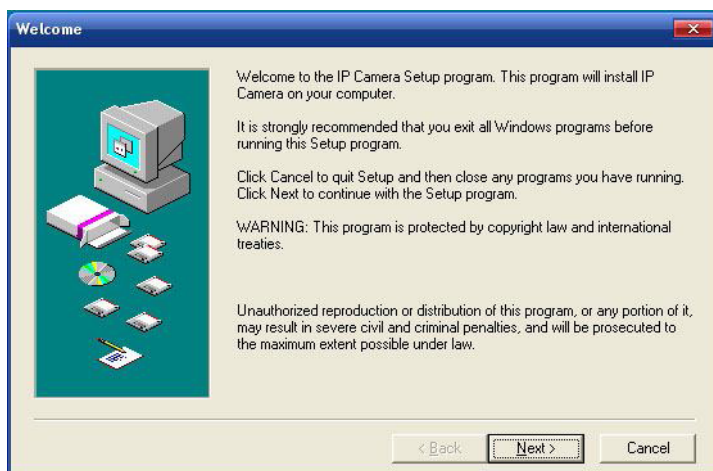 Welcome
Welcome to the IP Camera Setup program. This program will install IP
Camera on your computer.
It is strongly recommended that you exit all Windows programs before
running this Setup program.
Click Cancel to quit Setup and then close any programs you have running.
Click Next to continue with the Setup program.
WARNING: This program is protected by copyright law and international
treaties.
Unauthorized reproduction or distribution of this program, or any portion of it,
may result in severe civil and criminal penalties, and will be prosecuted to
the maximum extent possible under law.
< Back Next > Cancel